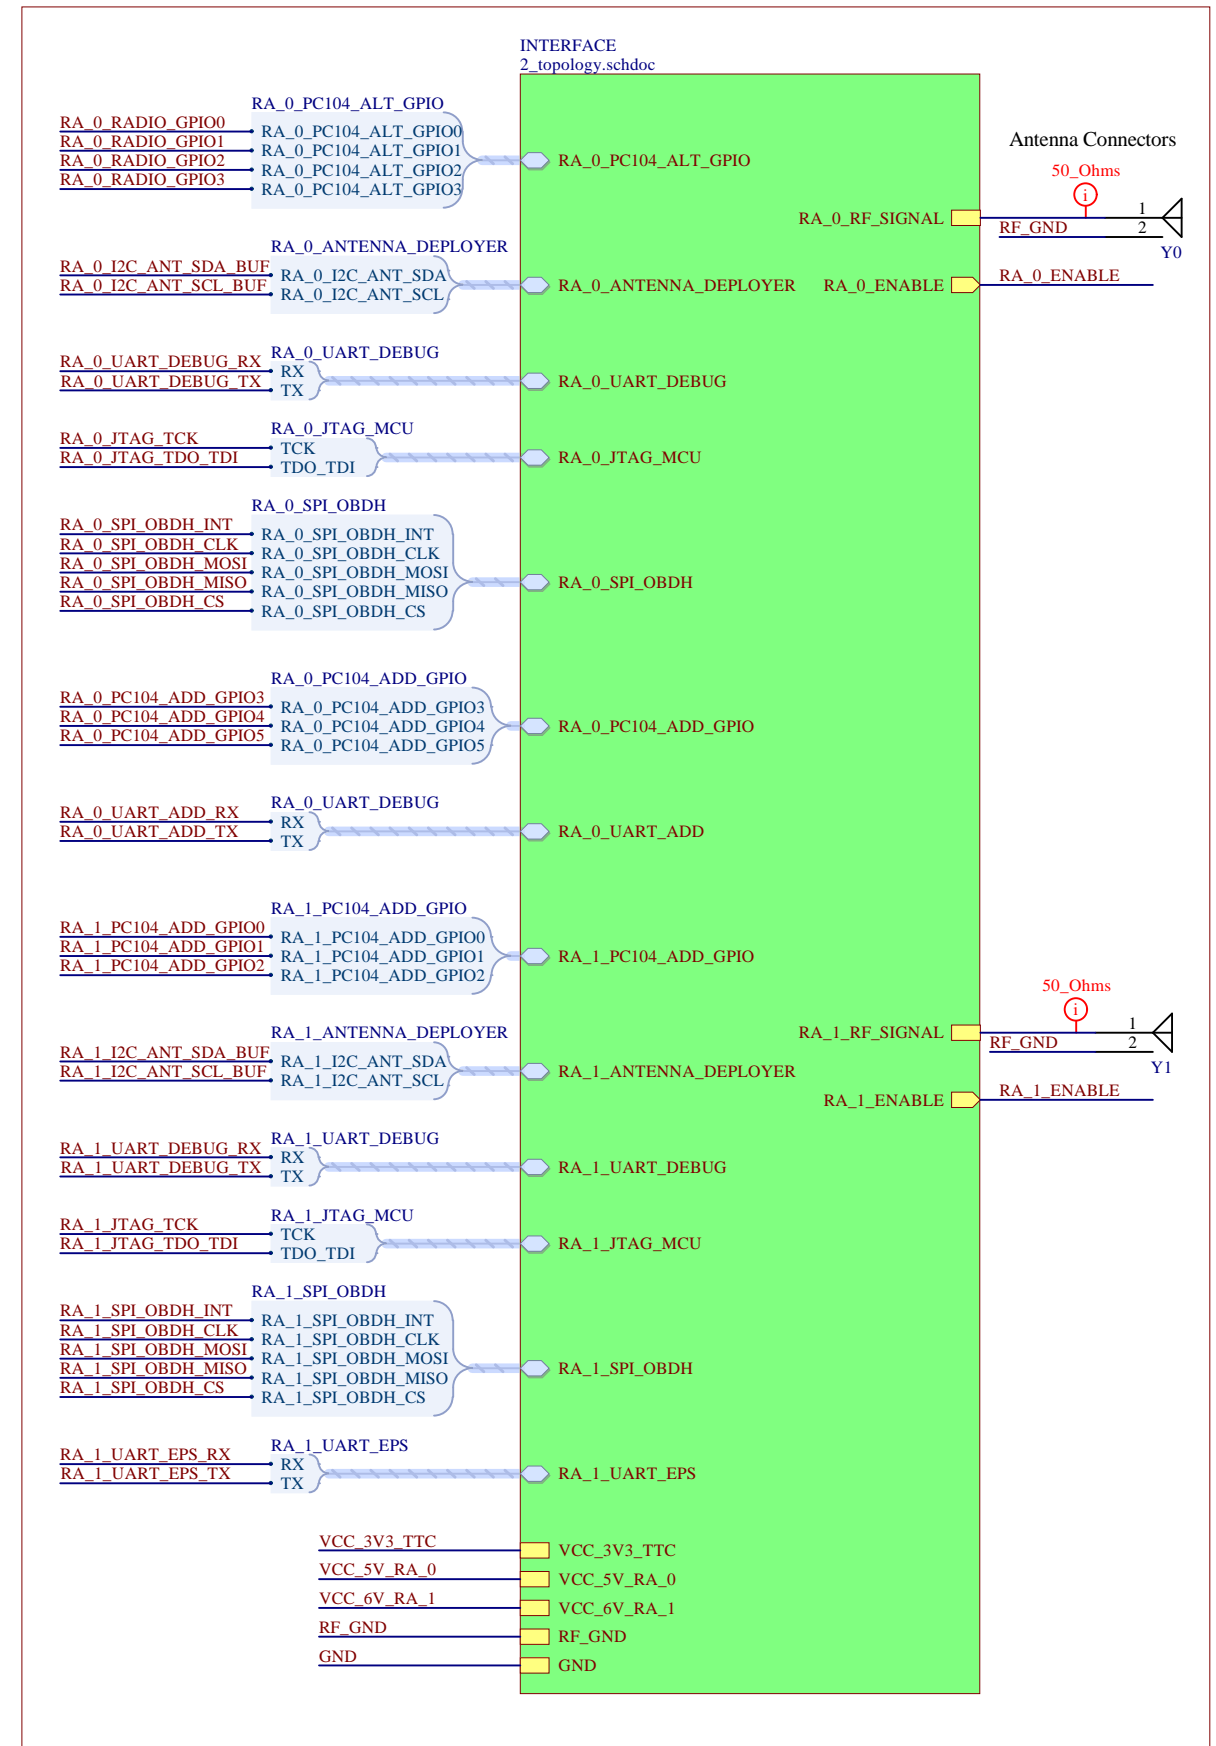 INTERFACE
2_topology.schdoc
RA_0_PC104_ALT_GPIO
RA_0_RADIO_GPIO0
RA_0_RADIO_GPIO1
RA_0_RADIO_GPIO2
RA_0_RADIO_GPIO3
RA_0_PC104_ALT_GPIO0
RA_0_PC104_ALT_GPIO1
RA_0_PC104_ALT_GPIO2
RA_0_PC104_ALT_GPIO3
RA_0_PC104_ALT_GPIO
Antenna Connectors
50_Ohms
i
RA_0_RF_SIGNAL
1
RF_GND
2
Y0
RA_0_ANTENNA_DEPLOYER
RA_0_I2C_ANT_SDA_BUF
RA_0_I2C_ANT_SCL_BUF
RA_0_I2C_ANT_SDA
RA_0_I2C_ANT_SCL
RA_0_ANTENNA_DEPLOYER
RA_0_ENABLE
RA_0_ENABLE
RA_0_UART_DEBUG
RA_0_UART_DEBUG_RX
RA_0_UART_DEBUG_TX
RX
TX
RA_0_UART_DEBUG
RA_0_JTAG_MCU
RA_0_JTAG_TCK
RA_0_JTAG_TDO_TDI
TCK
TDO_TDI
RA_0_JTAG_MCU
RA_0_SPI_OBDH
RA_0_SPI_OBDH_INT
RA_0_SPI_OBDH_CLK
RA_0_SPI_OBDH_MOSI
RA_0_SPI_OBDH_MISO
RA_0_SPI_OBDH_CS
RA_0_SPI_OBDH_INT
RA_0_SPI_OBDH_CLK
RA_0_SPI_OBDH_MOSI
RA_0_SPI_OBDH_MISO
RA_0_SPI_OBDH_CS
RA_0_SPI_OBDH
RA_0_PC104_ADD_GPIO
RA_0_PC104_ADD_GPIO3
RA_0_PC104_ADD_GPIO4
RA_0_PC104_ADD_GPIO5
RA_0_PC104_ADD_GPIO3
RA_0_PC104_ADD_GPIO4
RA_0_PC104_ADD_GPIO5
RA_0_PC104_ADD_GPIO
RA_0_UART_DEBUG
RA_0_UART_ADD_RX
RA_0_UART_ADD_TX
RX
TX
RA_0_UART_ADD
RA_1_PC104_ADD_GPIO
RA_1_PC104_ADD_GPIO0
RA_1_PC104_ADD_GPIO1
RA_1_PC104_ADD_GPIO2
RA_1_PC104_ADD_GPIO0
RA_1_PC104_ADD_GPIO1
RA_1_PC104_ADD_GPIO2
RA_1_PC104_ADD_GPIO
50_Ohms
i
RA_1_RF_SIGNAL
1
RF_GND
2
Y1
RA_1_ANTENNA_DEPLOYER
RA_1_I2C_ANT_SDA_BUF
RA_1_I2C_ANT_SCL_BUF
RA_1_I2C_ANT_SDA
RA_1_I2C_ANT_SCL
RA_1_ANTENNA_DEPLOYER
RA_1_ENABLE
RA_1_ENABLE
RA_1_UART_DEBUG
RA_1_UART_DEBUG_RX
RA_1_UART_DEBUG_TX
RX
TX
RA_1_UART_DEBUG
RA_1_JTAG_MCU
RA_1_JTAG_TCK
RA_1_JTAG_TDO_TDI
TCK
TDO_TDI
RA_1_JTAG_MCU
RA_1_SPI_OBDH
RA_1_SPI_OBDH_INT
RA_1_SPI_OBDH_CLK
RA_1_SPI_OBDH_MOSI
RA_1_SPI_OBDH_MISO
RA_1_SPI_OBDH_CS
RA_1_SPI_OBDH_INT
RA_1_SPI_OBDH_CLK
RA_1_SPI_OBDH_MOSI
RA_1_SPI_OBDH_MISO
RA_1_SPI_OBDH_CS
RA_1_SPI_OBDH
RA_1_UART_EPS
RA_1_UART_EPS_RX
RA_1_UART_EPS_TX
RX
TX
RA_1_UART_EPS
VCC_3V3_TTC
VCC_3V3_TTC
VCC_5V_RA_0
VCC_5V_RA_0
VCC_6V_RA_1
VCC_6V_RA_1
RF_GND
RF_GND
GND
GND